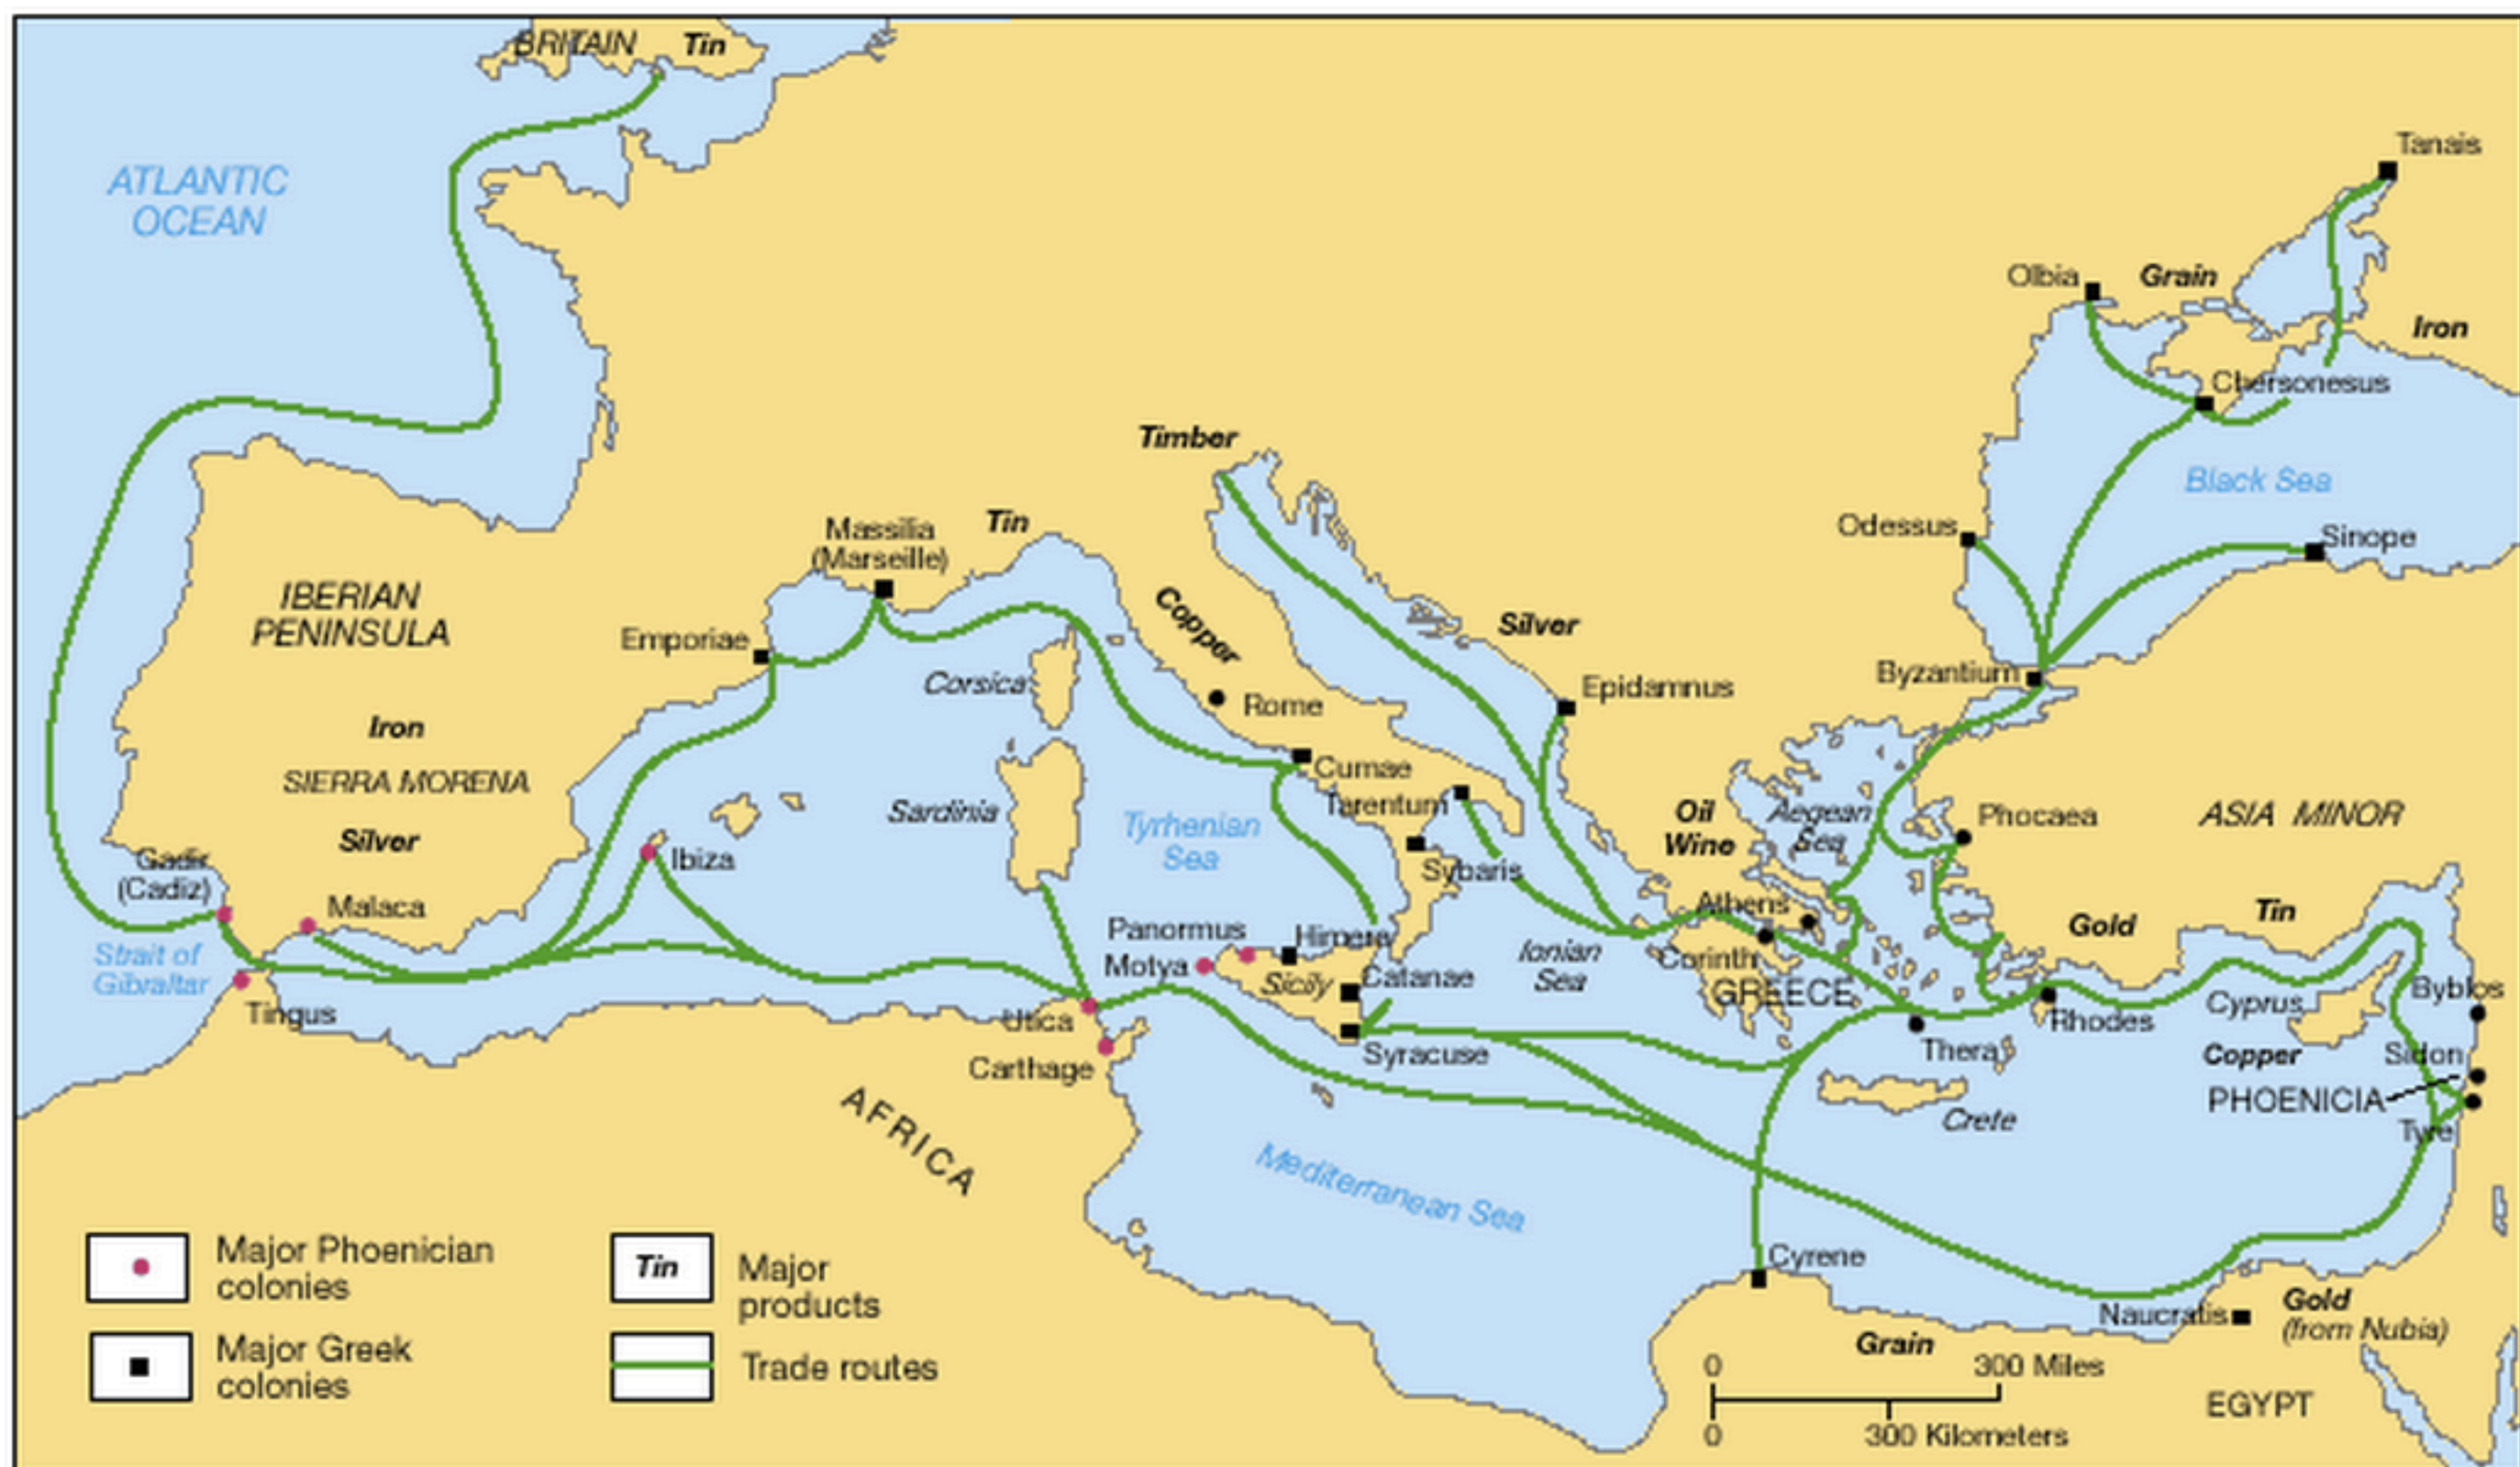 BRITAIN
Tin
ATLANTIC
OCEAN
Tanais
Olbia
Grain
Iron
Chersonesus
Timber
Black Sea
Massilia
(Marseille)
Tin
Odessus
Sinope
IBERIAN
PENINSULA
Copper
Silver
Emporiae
Corsica
Rome
Epidamnus
Byzantium
Iron
SIERRA MORENA
Silver
Cumae
Tarentum
Sardinia
Tyrrhenian
Sea
Oil
Wine
Aegean
Sea
Phocaea
ASIA MINOR
Gadir
(Cadiz)
Ibiza
Sybaris
Malaca
Athens
Gold
Tin
Strait of
Gibraltar
Panormus
Himera
Motya
Sicily
Catanae
Ionian
Sea
Corinth
GREECE
Byblos
Cyprus
Tingus
Utica
Rhodes
Carthage
Syracuse
Thera
Copper
Sidon
PHOENICIA
Crete
Tyre
AFRICA
Mediterranean Sea
Cyrene
Naucratis
Gold
(from Nubia)
Grain
EGYPT
Major Phoenician
colonies
Tin
Major
products
Major Greek
colonies
Trade routes
0
300 Miles
0
300 Kilometers